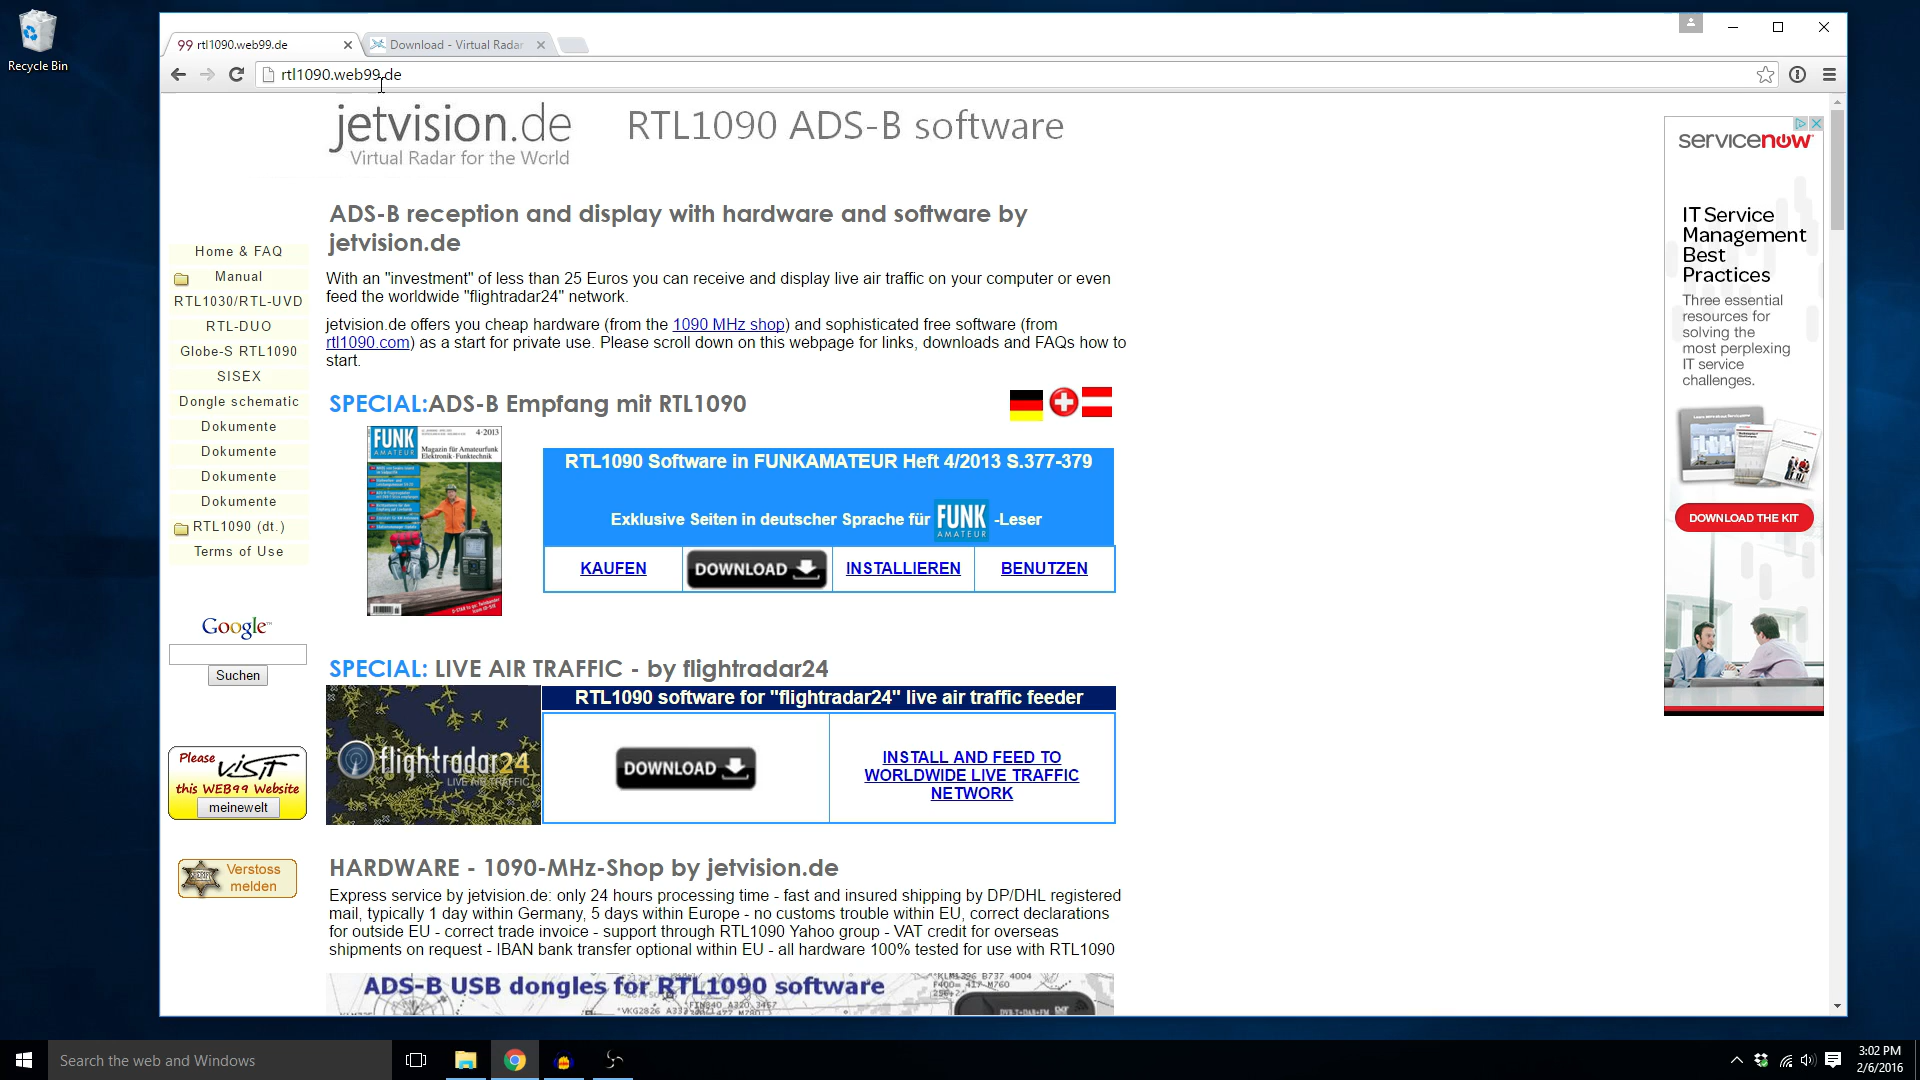 Recycle Bin
99 rtl1090.web99.de
Download - Virtual Radar
rtl1090.web99.de
jetvision.de
Virtual Radar for the World
RTL1090 ADS-B software
ADS-B reception and display with hardware and software by
jetvision.de
With an "investment" of less than 25 Euros you can receive and display live air traffic on your computer or even
feed the worldwide "flightradar24" network.
jetvision.de offers you cheap hardware (from the 1090 MHz shop) and sophisticated free software (from
rtl1090.com) as a start for private use. Please scroll down on this webpage for links, downloads and FAQs how to
start.
Home & FAQ
Manual
RTL1030/RTL-UVD
RTL-DUO
Globe-S RTL1090
SISEX
Dongle schematic
Dokumente
Dokumente
Dokumente
Dokumente
RTL1090 (dt.)
Terms of Use
Google
Suchen
Please visit
this WEB99 Website
meinewelt
Verstoss
melden
SPECIAL:ADS-B Empfang mit RTL1090
FUNK
AMATEUR
4·2013
Magazin für Amateurfunk
Elektronik · Funktechnik
RTL1090 Software in FUNKAMATEUR Heft 4/2013 S.377-379
Exklusive Seiten in deutscher Sprache für FUNK AMATEUR -Leser
KAUFEN
DOWNLOAD
INSTALLIEREN
BENUTZEN
SPECIAL: LIVE AIR TRAFFIC - by flightradar24
flightradar24
LIVE AIR TRAFFIC
RTL1090 software for "flightradar24" live air traffic feeder
DOWNLOAD
INSTALL AND FEED TO
WORLDWIDE LIVE TRAFFIC
NETWORK
HARDWARE - 1090-MHz-Shop by jetvision.de
Express service by jetvision.de: only 24 hours processing time - fast and insured shipping by DP/DHL registered
mail, typically 1 day within Germany, 5 days within Europe - no customs trouble within EU, correct declarations
for outside EU - correct trade invoice - support through RTL1090 Yahoo group - VAT credit for overseas
shipments on request - IBAN bank transfer optional within EU - all hardware 100% tested for use with RTL1090
ADS-B USB dongles for RTL1090 software
servicenow
IT Service
Management
Best
Practices
Three essential
resources for
solving the
most perplexing
IT service
challenges.
DOWNLOAD THE KIT
Search the web and Windows
3:02 PM
2/6/2016